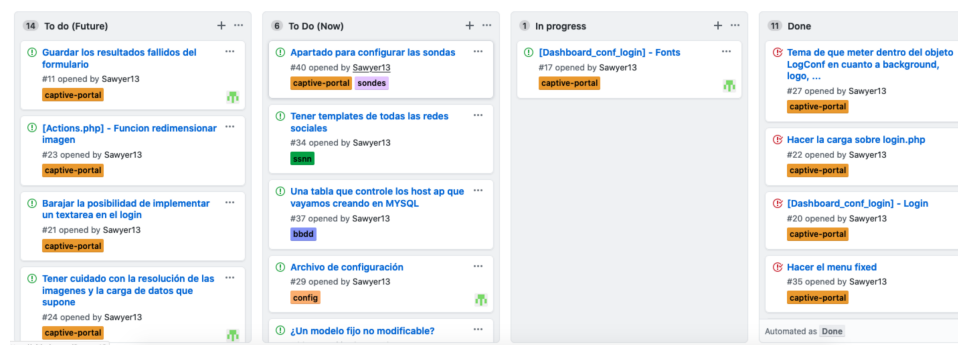 14 To do (Future)
Guardar los resultados fallidos del
formulario
#11 opened by Sawyer13
captive-portal
[Actions.php] - Funcion redimensionar
imagen
#23 opened by Sawyer13
captive-portal
Barajar la posibilidad de implementar
un textarea en el login
#21 opened by Sawyer13
captive-portal
Tener cuidado con la resolución de las
imagenes y la carga de datos que
supone
#24 opened by Sawyer13
captive-portal
6 To Do (Now)
Apartado para configurar las sondas
#40 opened by Sawyer13
captive-portal sondes
Tener templates de todas las redes
sociales
#34 opened by Sawyer13
ssnn
Una tabla que controle los host ap que
vayamos creando en MYSQL
#37 opened by Sawyer13
bbdd
Archivo de configuración
#29 opened by Sawyer13
config
¿Un modelo fijo no modificable?
1 In progress
[Dashboard_conf_login] - Fonts
#17 opened by Sawyer13
captive-portal
11 Done
Tema de que meter dentro del objeto
LogConf en cuanto a background,
logo, ...
#27 opened by Sawyer13
captive-portal
Hacer la carga sobre login.php
#22 opened by Sawyer13
captive-portal
[Dashboard_conf_login] - Login
#20 opened by Sawyer13
captive-portal
Hacer el menu fixed
#35 opened by Sawyer13
captive-portal
Automated as Done